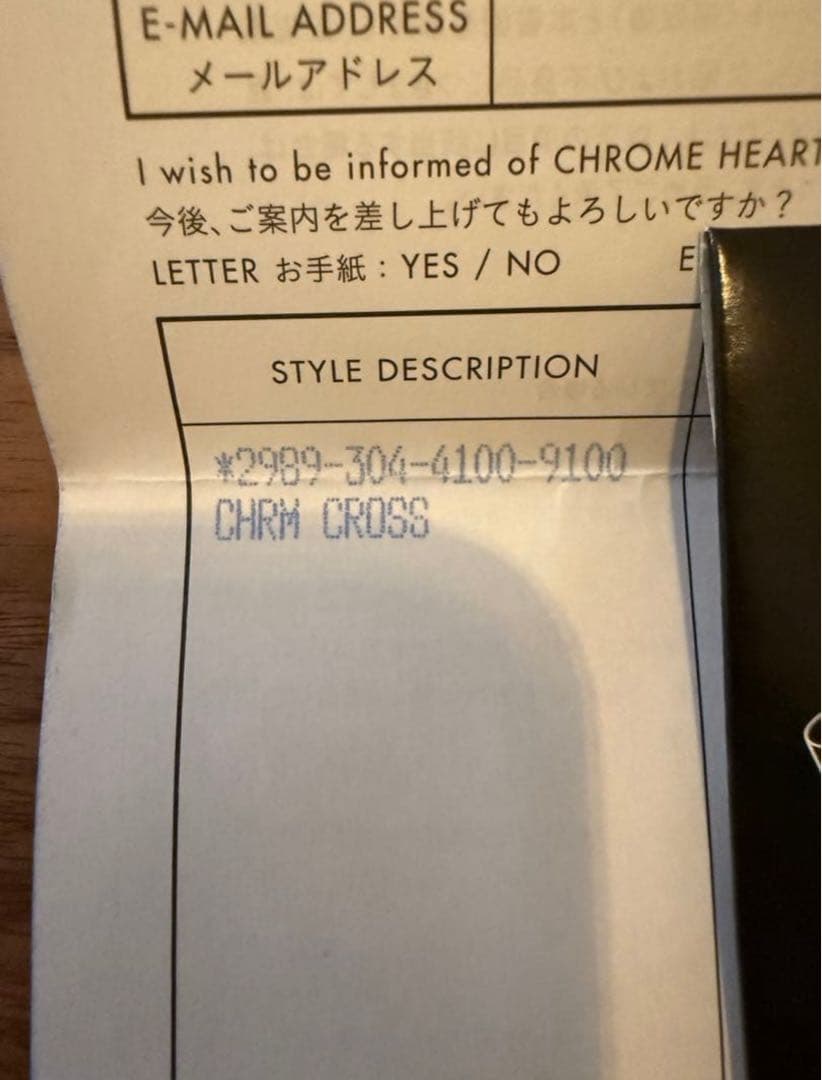 E-MAIL ADDRESS
メールアドレス
I wish to be informed of CHROME HEART
今後、ご案内を差し上げてもよろしいですか？
LETTER お手紙：YES / NO E
STYLE DESCRIPTION
*2989-304-4100-9100
CHRM CROSS